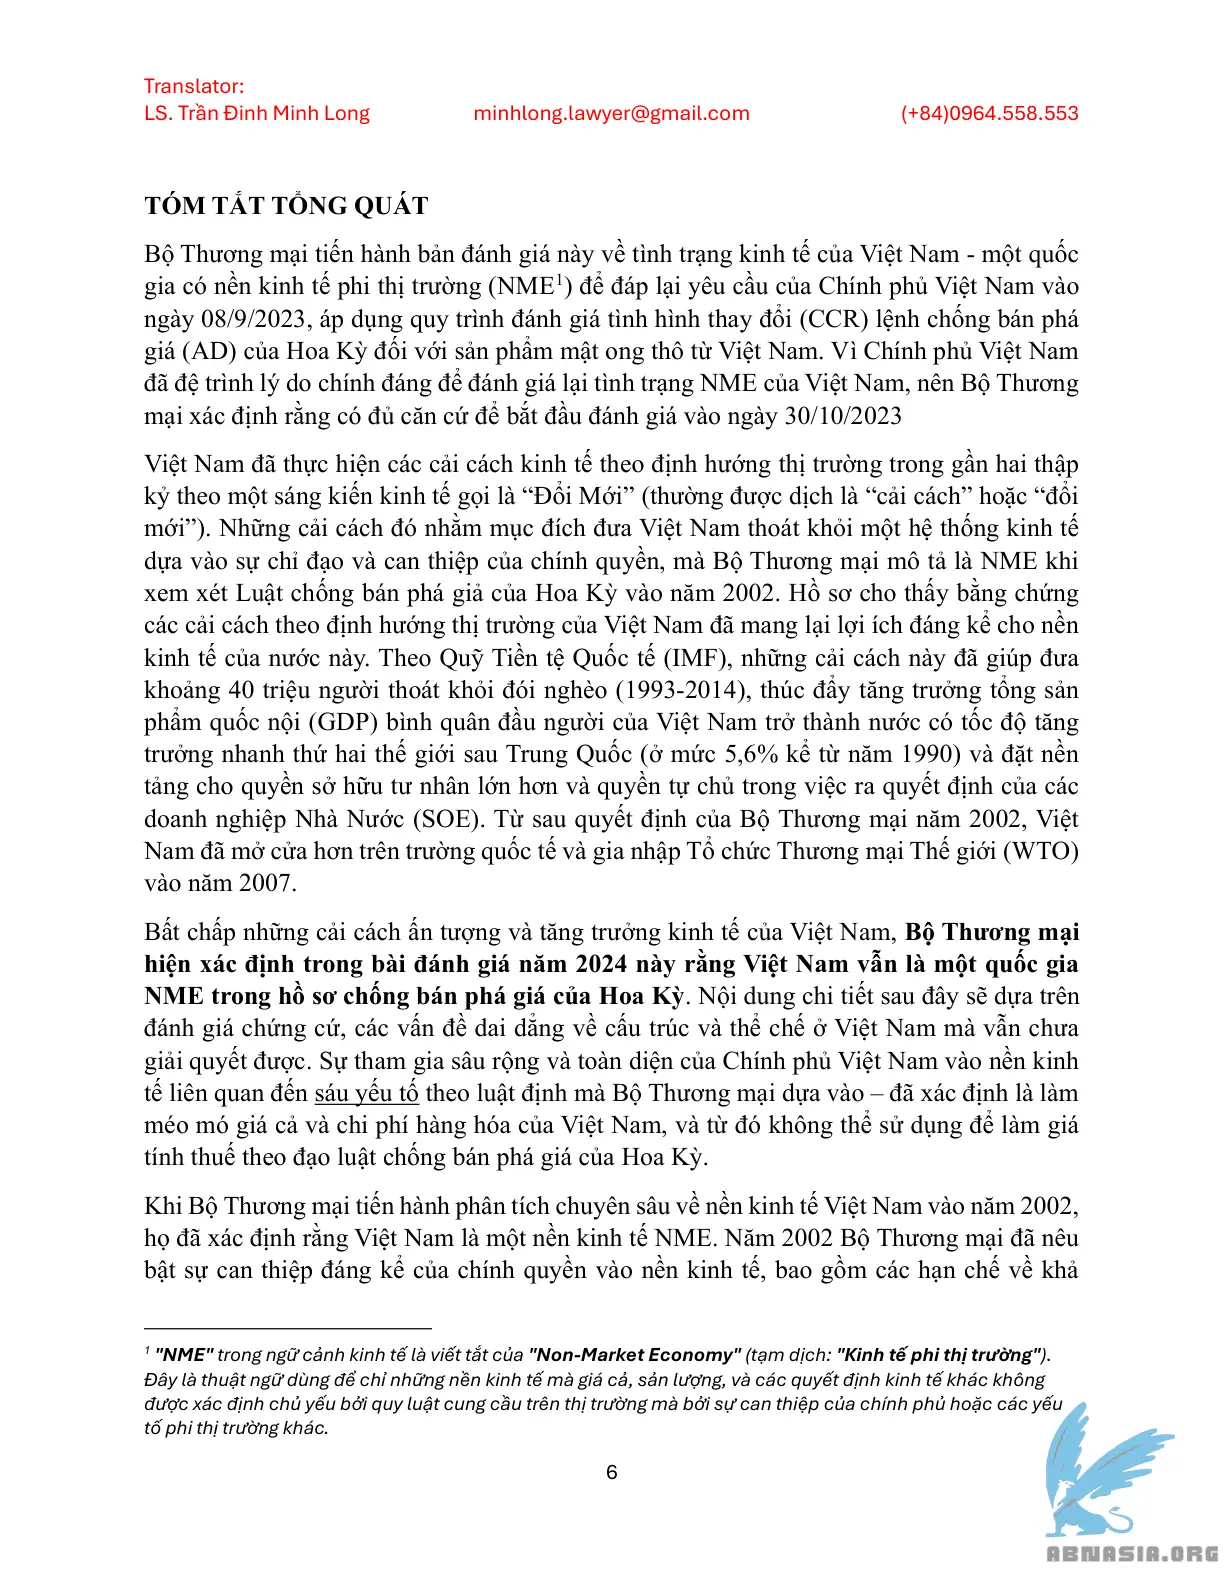 Translator:
LS. Trần Đinh Minh Long minhlong.lawyer@gmail.com (+84)0964.558.553
TÓM TẮT TỔNG QUÁT
Bộ Thương mại tiến hành bản đánh giá này về tình trạng kinh tế của Việt Nam - một quốc
gia có nền kinh tế phi thị trường (NME1) để đáp lại yêu cầu của Chính phủ Việt Nam vào
ngày 08/9/2023, áp dụng quy trình đánh giá tình hình thay đổi (CCR) lệnh chống bán phá
giá (AD) của Hoa Kỳ đối với sản phẩm mật ong thô từ Việt Nam. Vì Chính phủ Việt Nam
đã đệ trình lý do chính đáng để đánh giá lại tình trạng NME của Việt Nam, nên Bộ Thương
mại xác định rằng có đủ căn cứ để bắt đầu đánh giá vào ngày 30/10/2023
Việt Nam đã thực hiện các cải cách kinh tế theo định hướng thị trường trong gần hai thập
kỷ theo một sáng kiến kinh tế gọi là “Đổi Mới” (thường được dịch là “cải cách” hoặc “đổi
mới”). Những cải cách đó nhằm mục đích đưa Việt Nam thoát khỏi một hệ thống kinh tế
dựa vào sự chỉ đạo và can thiệp của chính quyền, mà Bộ Thương mại mô tả là NME khi
xem xét Luật chống bán phá giả của Hoa Kỳ vào năm 2002. Hồ sơ cho thấy bằng chứng
các cải cách theo định hướng thị trường của Việt Nam đã mang lại lợi ích đáng kể cho nền
kinh tế của nước này. Theo Quỹ Tiền tệ Quốc tế (IMF), những cải cách này đã giúp đưa
khoảng 40 triệu người thoát khỏi đói nghèo (1993-2014), thúc đẩy tăng trưởng tổng sản
phẩm quốc nội (GDP) bình quân đầu người của Việt Nam trở thành nước có tốc độ tăng
trưởng nhanh thứ hai thế giới sau Trung Quốc (ở mức 5,6% kể từ năm 1990) và đặt nền
tảng cho quyền sở hữu tư nhân lớn hơn và quyền tự chủ trong việc ra quyết định của các
doanh nghiệp Nhà Nước (SOE). Từ sau quyết định của Bộ Thương mại năm 2002, Việt
Nam đã mở cửa hơn trên trường quốc tế và gia nhập Tổ chức Thương mại Thế giới (WTO)
vào năm 2007.
Bất chấp những cải cách ấn tượng và tăng trưởng kinh tế của Việt Nam, Bộ Thương mại
hiện xác định trong bài đánh giá năm 2024 này rằng Việt Nam vẫn là một quốc gia
NME trong hồ sơ chống bán phá giá của Hoa Kỳ. Nội dung chi tiết sau đây sẽ dựa trên
đánh giá chứng cứ, các vấn đề dai dẳng về cấu trúc và thể chế ở Việt Nam mà vẫn chưa
giải quyết được. Sự tham gia sâu rộng và toàn diện của Chính phủ Việt Nam vào nền kinh
tế liên quan đến sáu yếu tố theo luật định mà Bộ Thương mại dựa vào – đã xác định là làm
méo mó giá cả và chi phí hàng hóa của Việt Nam, và từ đó không thể sử dụng để làm giá
tính thuế theo đạo luật chống bán phá giá của Hoa Kỳ.
Khi Bộ Thương mại tiến hành phân tích chuyên sâu về nền kinh tế Việt Nam vào năm 2002,
họ đã xác định rằng Việt Nam là một nền kinh tế NME. Năm 2002 Bộ Thương mại đã nêu
bật sự can thiệp đáng kể của chính quyền vào nền kinh tế, bao gồm các hạn chế về khả
1 "NME" trong ngữ cảnh kinh tế là viết tắt của "Non-Market Economy" (tạm dịch: "Kinh tế phi thị trường").
Đây là thuật ngữ dùng để chỉ những nền kinh tế mà giá cả, sản lượng, và các quyết định kinh tế khác không
được xác định chủ yếu bởi quy luật cung cầu trên thị trường mà bởi sự can thiệp của chính phủ hoặc các yếu
tố phi thị trường khác.
6
ABNASIA.ORG